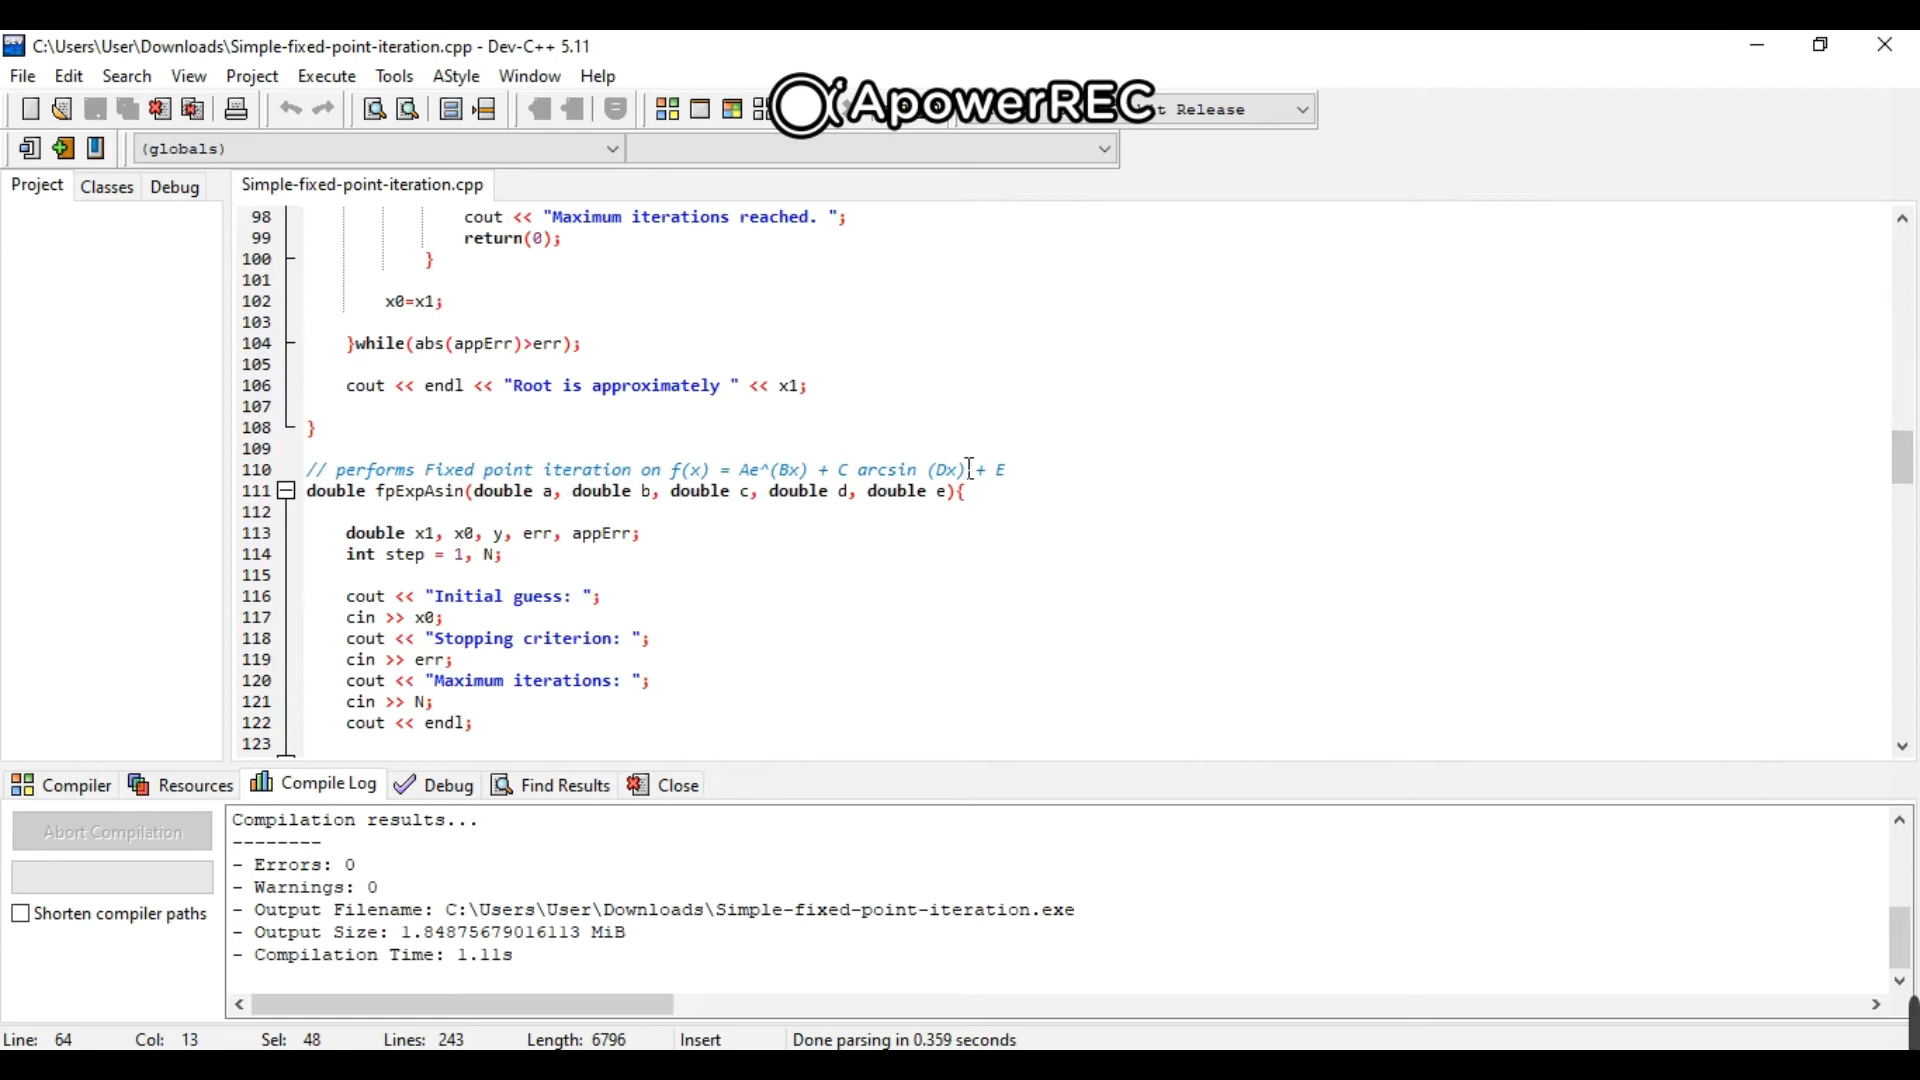 C:\Users\User\Downloads\Simple-fixed-point-iteration.cpp - Dev-C++ 5.11
File Edit Search View Project Execute Tools AStyle Window Help
ApowerREC
Release
(globals)
Project Classes Debug
Simple-fixed-point-iteration.cpp
98 cout << "Maximum iterations reached. ";
99 return(0);
100 }
101
102 x0=x1;
103
104 }while(abs(appErr)>err);
105
106 cout << endl << "Root is approximately " << x1;
107
108 }
109
110 // performs Fixed point iteration on f(x) = Ae^(Bx) + C arcsin (Dx) + E
111 double fpExpAsin(double a, double b, double c, double d, double e){
112
113 double x1, x0, y, err, appErr;
114 int step = 1, N;
115
116 cout << "Initial guess: ";
117 cin >> x0;
118 cout << "Stopping criterion: ";
119 cin >> err;
120 cout << "Maximum iterations: ";
121 cin >> N;
122 cout << endl;
123
Compiler Resources Compile Log Debug Find Results Close
Abort Compilation
Shorten compiler paths
Compilation results...
--------
- Errors: 0
- Warnings: 0
- Output Filename: C:\Users\User\Downloads\Simple-fixed-point-iteration.exe
- Output Size: 1.84875679016113 MiB
- Compilation Time: 1.11s
Line: 64 Col: 13 Sel: 48 Lines: 243 Length: 6796 Insert Done parsing in 0.359 seconds